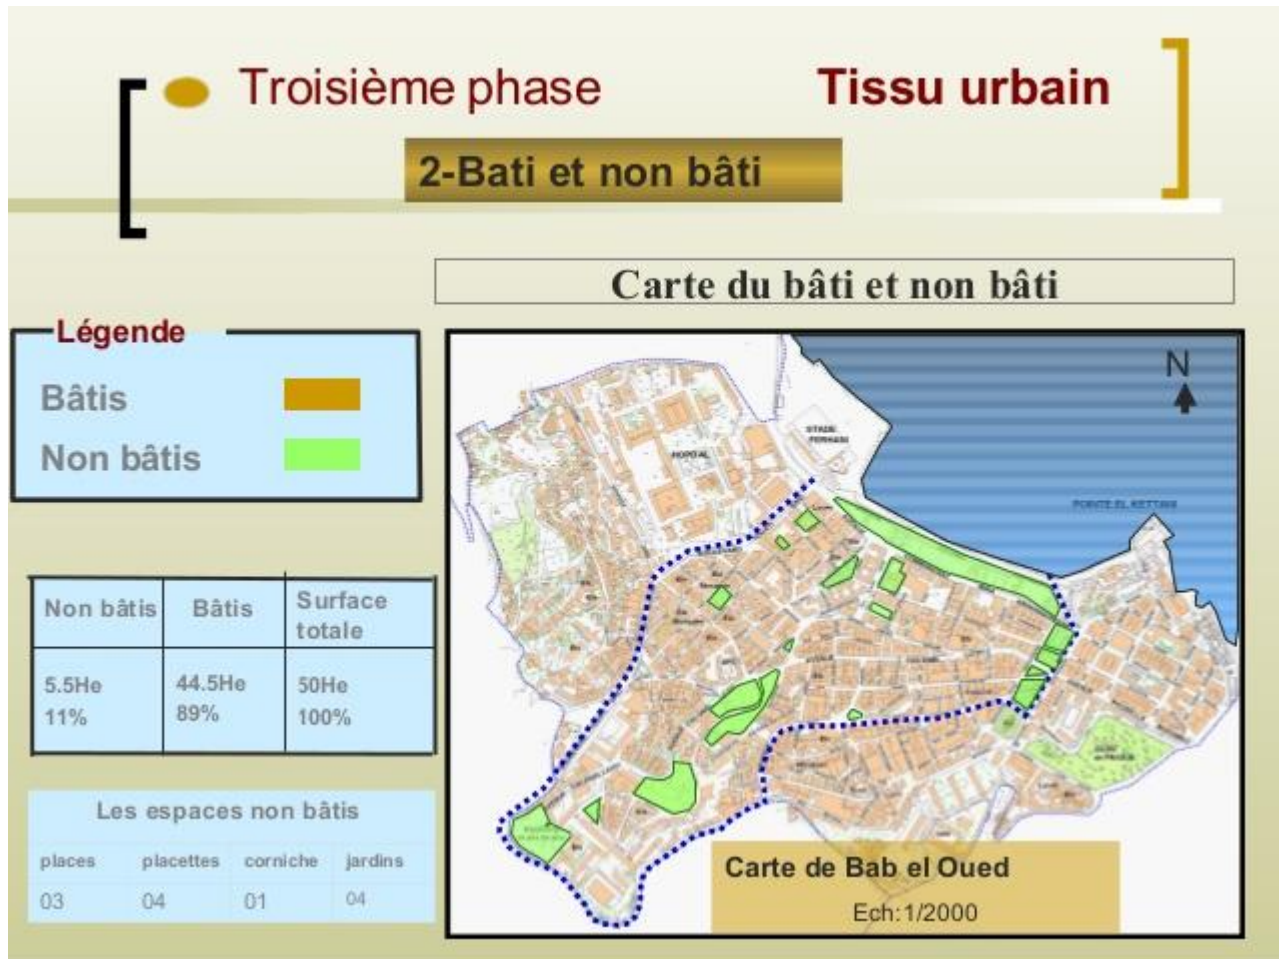 Troisième phase
Tissu urbain
2-Bati et non bâti
Carte du bâti et non bâti
Légende
Bâtis
Non bâtis
N
STADE
FERHANI
HOPITAL
POINTE EL KETTANI
Non bâtis Bâtis Surface totale
5.5He 44.5He 50He
11% 89% 100%
Les espaces non bâtis
places placettes corniche jardins
03 04 01 04
Carte de Bab el Oued
Ech:1/2000